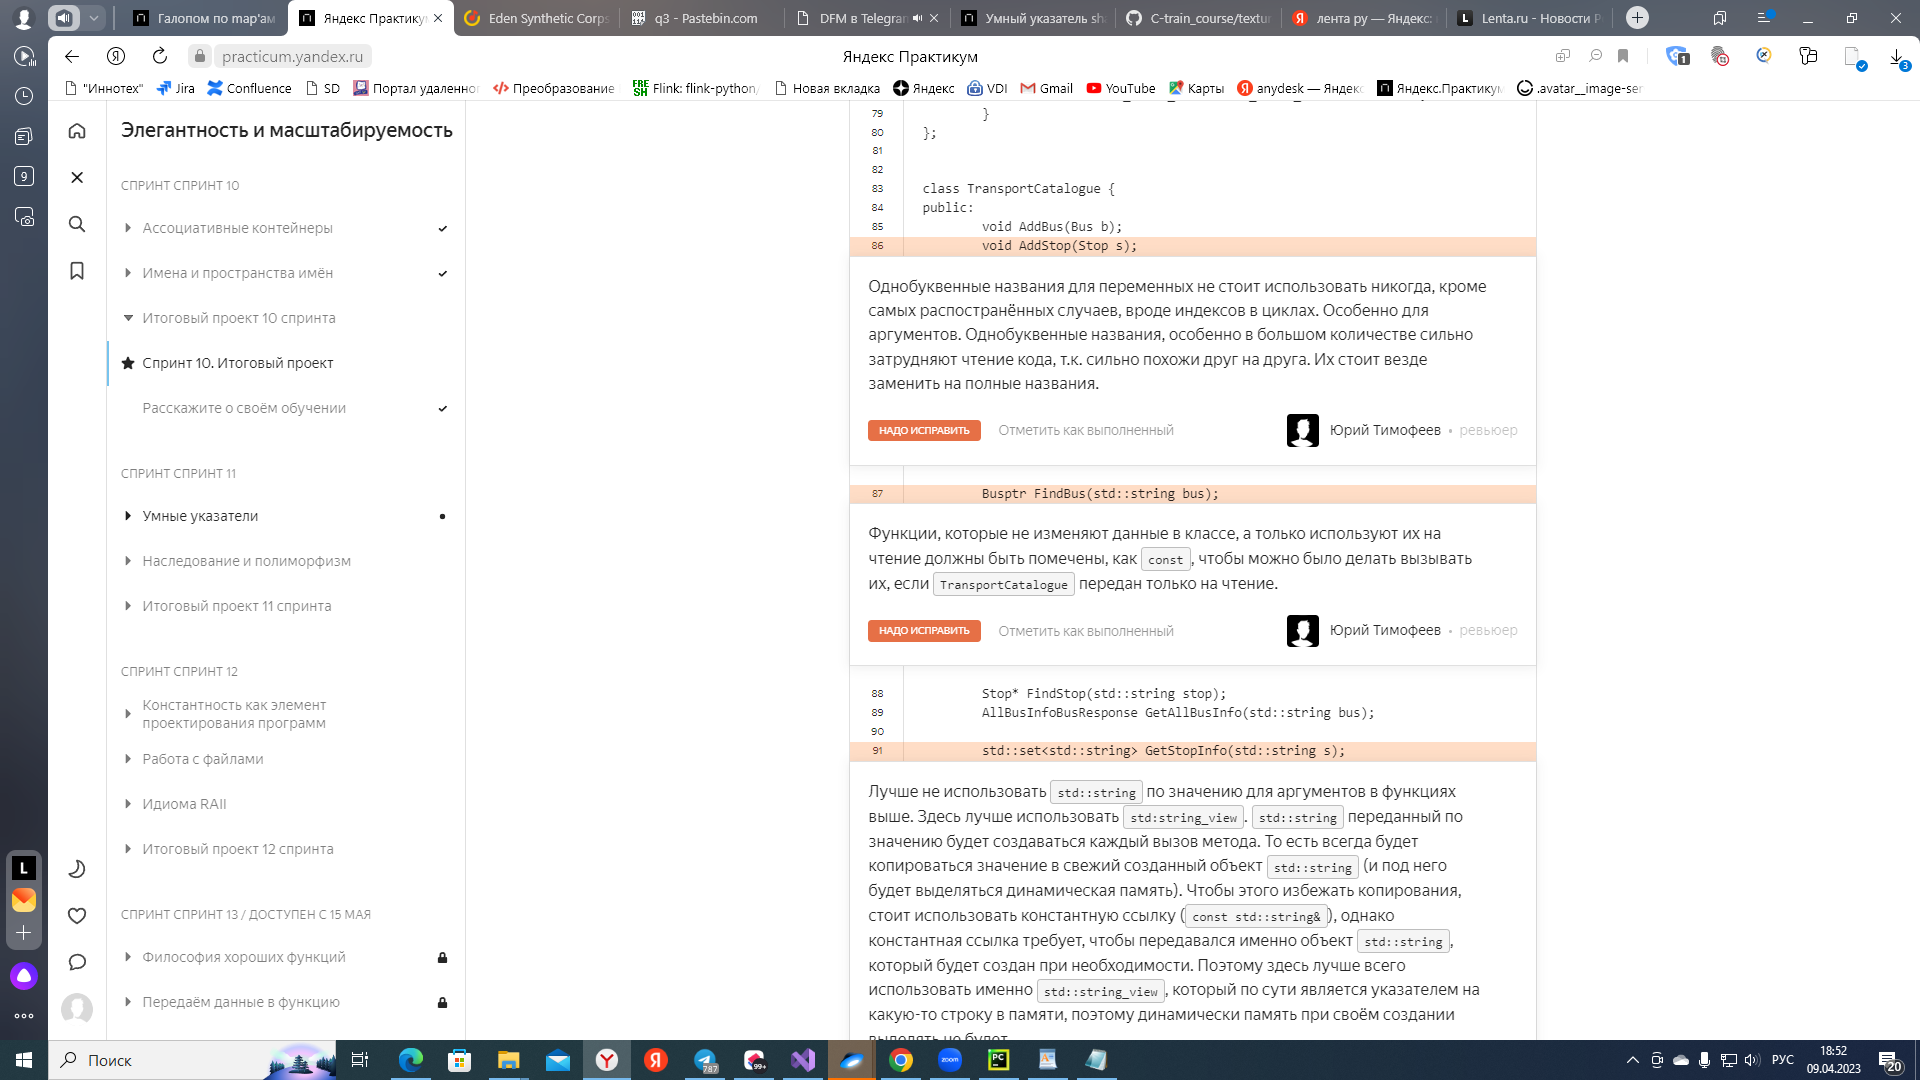 Галопом по map'ам
Яндекс Практикум
Eden Synthetic Corps
q3 - Pastebin.com
DFM в Telegram
Умный указатель sha
C-train_course/textur
лента ру — Яндекс:
Lenta.ru - Новости Р
practicum.yandex.ru
Яндекс Практикум
1
3
"Иннотех"
Jira
Confluence
SD
Портал удаленног
Преобразование
Flink: flink-python/
Новая вкладка
Яндекс
VDI
Gmail
YouTube
Карты
anydesk — Яндекс
Яндекс.Практикум
.avatar__image-ser
9
Элегантность и масштабируемость
СПРИНТ СПРИНТ 10
Ассоциативные контейнеры
Имена и пространства имён
Итоговый проект 10 спринта
Спринт 10. Итоговый проект
Расскажите о своём обучении
СПРИНТ СПРИНТ 11
Умные указатели
Наследование и полиморфизм
Итоговый проект 11 спринта
СПРИНТ СПРИНТ 12
Константность как элемент
проектирования программ
Работа с файлами
Идиома RAII
Итоговый проект 12 спринта
СПРИНТ СПРИНТ 13 / ДОСТУПЕН С 15 МАЯ
Философия хороших функций
Передаём данные в функцию
79 }
80 };
81
82
83 class TransportCatalogue {
84 public:
85 void AddBus(Bus b);
86 void AddStop(Stop s);
Однобуквенные названия для переменных не стоит использовать никогда, кроме
самых распостранённых случаев, вроде индексов в циклах. Особенно для
аргументов. Однобуквенные названия, особенно в большом количестве сильно
затрудняют чтение кода, т.к. сильно похожи друг на друга. Их стоит везде
заменить на полные названия.
НАДО ИСПРАВИТЬ Отметить как выполненный Юрий Тимофеев • ревьюер
87 Busptr FindBus(std::string bus);
Функции, которые не изменяют данные в классе, а только используют их на
чтение должны быть помечены, как const, чтобы можно было делать вызывать
их, если TransportCatalogue передан только на чтение.
НАДО ИСПРАВИТЬ Отметить как выполненный Юрий Тимофеев • ревьюер
88 Stop* FindStop(std::string stop);
89 AllBusInfoBusResponse GetAllBusInfo(std::string bus);
90
91 std::set<std::string> GetStopInfo(std::string s);
Лучше не использовать std::string по значению для аргументов в функциях
выше. Здесь лучше использовать std:string_view. std::string переданный по
значению будет создаваться каждый вызов метода. То есть всегда будет
копироваться значение в свежий созданный объект std::string (и под него
будет выделяться динамическая память). Чтобы этого избежать копирования,
стоит использовать константную ссылку (const std::string&), однако
константная ссылка требует, чтобы передавался именно объект std::string,
который будет создан при необходимости. Поэтому здесь лучше всего
использовать именно std::string_view, который по сути является указателем на
какую-то строку в памяти, поэтому динамически память при своём создании
выделять не будет.
L
Поиск
787
99+
zoom
PC
РУС
18:52
09.04.2023
20